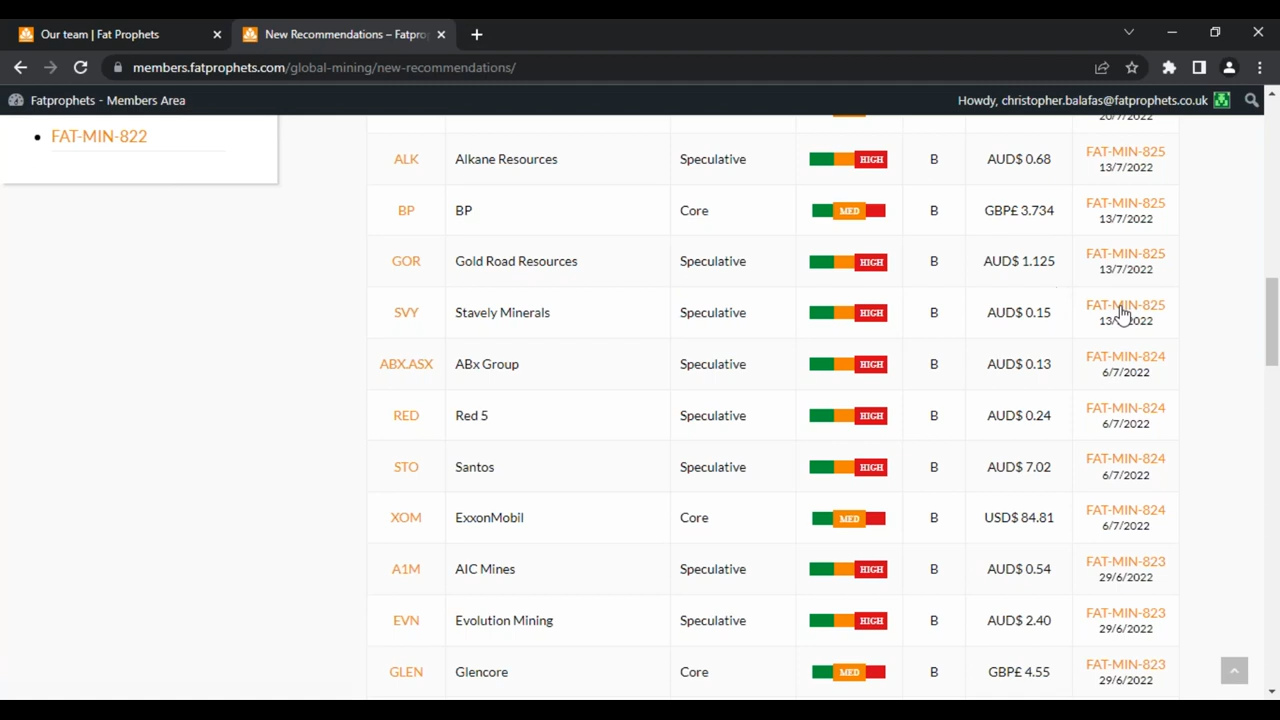 Our team | Fat Prophets
New Recommendations – Fatpro
members.fatprophets.com/global-mining/new-recommendations/
Fatprophets - Members Area
Howdy, christopher.balafas@fatprophets.co.uk
FAT-MIN-822
20/7/2022
ALK Alkane Resources Speculative HIGH B AUD$ 0.68 FAT-MIN-825
13/7/2022
BP BP Core MED B GBP£ 3.734 FAT-MIN-825
13/7/2022
GOR Gold Road Resources Speculative HIGH B AUD$ 1.125 FAT-MIN-825
13/7/2022
SVY Stavely Minerals Speculative HIGH B AUD$ 0.15 FAT-MIN-825
13/7/2022
ABX.ASX ABx Group Speculative HIGH B AUD$ 0.13 FAT-MIN-824
6/7/2022
RED Red 5 Speculative HIGH B AUD$ 0.24 FAT-MIN-824
6/7/2022
STO Santos Speculative HIGH B AUD$ 7.02 FAT-MIN-824
6/7/2022
XOM ExxonMobil Core MED B USD$ 84.81 FAT-MIN-824
6/7/2022
A1M AIC Mines Speculative HIGH B AUD$ 0.54 FAT-MIN-823
29/6/2022
EVN Evolution Mining Speculative HIGH B AUD$ 2.40 FAT-MIN-823
29/6/2022
GLEN Glencore Core MED B GBP£ 4.55 FAT-MIN-823
29/6/2022